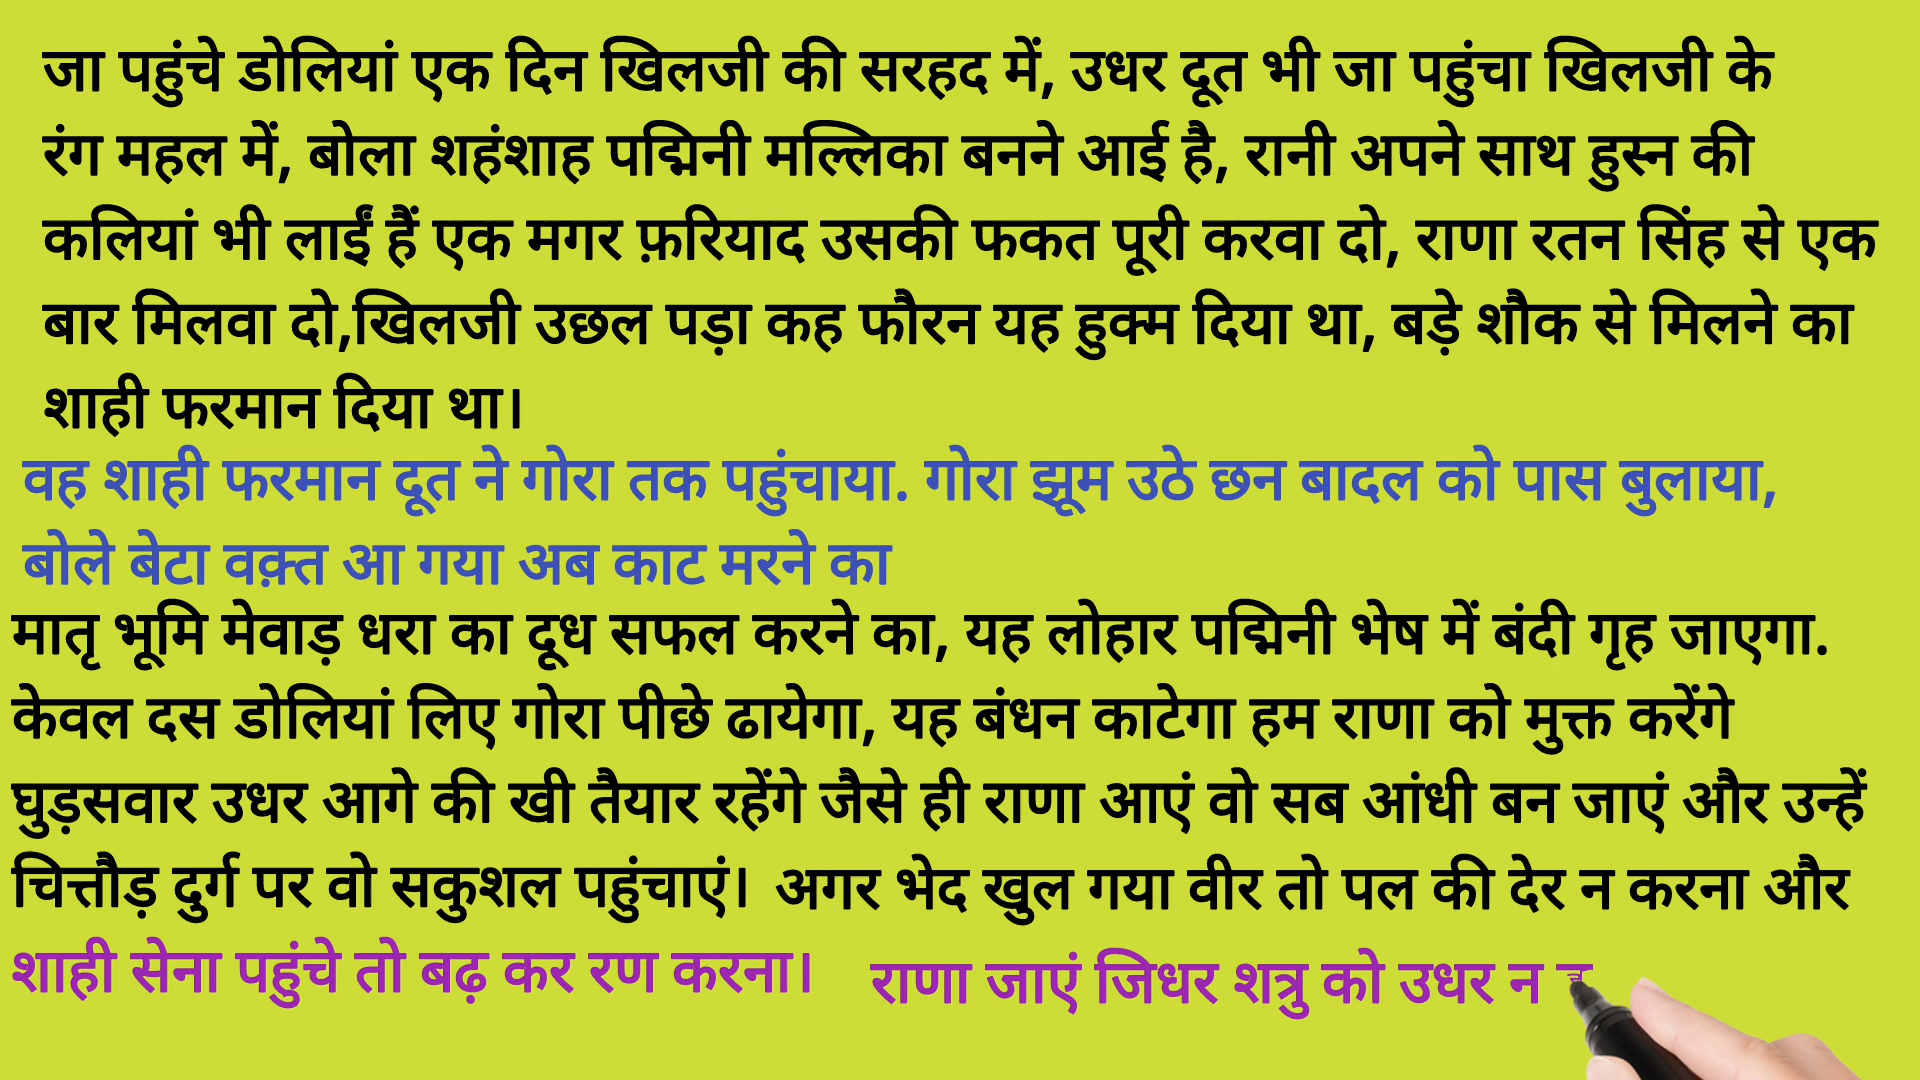 जा पहुंचे डोलियां एक दिन खिलजी की सरहद में, उधर दूत भी जा पहुंचा खिलजी के
रंग महल में, बोला शहंशाह पद्मिनी मल्लिका बनने आई है, रानी अपने साथ हुस्न की
कलियां भी लाईं हैं एक मगर फ़रियाद उसकी फकत पूरी करवा दो, राणा रतन सिंह से एक
बार मिलवा दो,खिलजी उछल पड़ा कह फौरन यह हुक्म दिया था, बड़े शौक से मिलने का
शाही फरमान दिया था।
वह शाही फरमान दूत ने गोरा तक पहुंचाया. गोरा झूम उठे छन बादल को पास बुलाया,
बोले बेटा वक़्त आ गया अब काट मरने का
मातृ भूमि मेवाड़ धरा का दूध सफल करने का, यह लोहार पद्मिनी भेष में बंदी गृह जाएगा.
केवल दस डोलियां लिए गोरा पीछे ढायेगा, यह बंधन काटेगा हम राणा को मुक्त करेंगे
घुड़सवार उधर आगे की खी तैयार रहेंगे जैसे ही राणा आएं वो सब आंधी बन जाएं और उन्हें
चित्तौड़ दुर्ग पर वो सकुशल पहुंचाएं। अगर भेद खुल गया वीर तो पल की देर न करना और
शाही सेना पहुंचे तो बढ़ कर रण करना। राणा जाएं जिधर शत्रु को उधर न